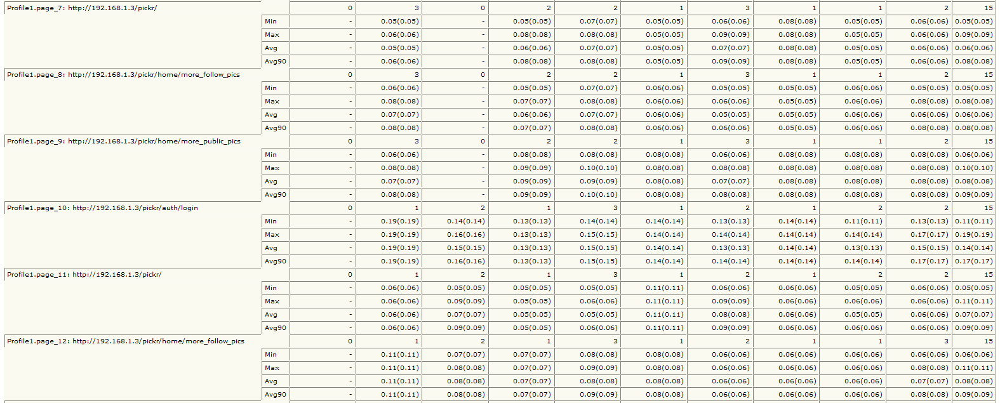 Profile1.page_7: http://192.168.1.3/pickr/ 0 3 0 2 2 1 3 1 1 2 15
Min - 0.05(0.05) - 0.05(0.05) 0.07(0.07) 0.05(0.05) 0.06(0.06) 0.08(0.08) 0.05(0.05) 0.06(0.06) 0.05(0.05)
Max - 0.06(0.06) - 0.08(0.08) 0.08(0.08) 0.05(0.05) 0.09(0.09) 0.08(0.08) 0.05(0.05) 0.06(0.06) 0.09(0.09)
Avg - 0.05(0.05) - 0.06(0.06) 0.07(0.07) 0.05(0.05) 0.07(0.07) 0.08(0.08) 0.05(0.05) 0.06(0.06) 0.06(0.06)
Avg90 - 0.06(0.06) - 0.08(0.08) 0.08(0.08) 0.05(0.05) 0.09(0.09) 0.08(0.08) 0.05(0.05) 0.06(0.06) 0.08(0.08)
Profile1.page_8: http://192.168.1.3/pickr/home/more_follow_pics 0 3 0 2 2 1 3 1 1 2 15
Min - 0.06(0.06) - 0.05(0.05) 0.07(0.07) 0.06(0.06) 0.05(0.05) 0.05(0.05) 0.06(0.06) 0.05(0.05) 0.05(0.05)
Max - 0.08(0.08) - 0.07(0.07) 0.08(0.08) 0.06(0.06) 0.06(0.06) 0.05(0.05) 0.06(0.06) 0.08(0.08) 0.08(0.08)
Avg - 0.07(0.07) - 0.06(0.06) 0.07(0.07) 0.06(0.06) 0.05(0.05) 0.05(0.05) 0.06(0.06) 0.06(0.06) 0.06(0.06)
Avg90 - 0.08(0.08) - 0.07(0.07) 0.08(0.08) 0.06(0.06) 0.06(0.06) 0.05(0.05) 0.06(0.06) 0.08(0.08) 0.08(0.08)
Profile1.page_9: http://192.168.1.3/pickr/home/more_public_pics 0 3 0 2 2 1 3 1 1 2 15
Min - 0.06(0.06) - 0.08(0.08) 0.08(0.08) 0.08(0.08) 0.06(0.06) 0.08(0.08) 0.08(0.08) 0.08(0.08) 0.06(0.06)
Max - 0.08(0.08) - 0.09(0.09) 0.10(0.10) 0.08(0.08) 0.08(0.08) 0.08(0.08) 0.08(0.08) 0.08(0.08) 0.10(0.10)
Avg - 0.07(0.07) - 0.09(0.09) 0.09(0.09) 0.08(0.08) 0.07(0.07) 0.08(0.08) 0.08(0.08) 0.08(0.08) 0.08(0.08)
Avg90 - 0.08(0.08) - 0.09(0.09) 0.10(0.10) 0.08(0.08) 0.08(0.08) 0.08(0.08) 0.08(0.08) 0.08(0.08) 0.09(0.09)
Profile1.page_10: http://192.168.1.3/pickr/auth/login 0 1 2 1 3 1 2 1 2 2 15
Min - 0.19(0.19) 0.14(0.14) 0.13(0.13) 0.14(0.14) 0.14(0.14) 0.13(0.13) 0.14(0.14) 0.11(0.11) 0.13(0.13) 0.11(0.11)
Max - 0.19(0.19) 0.16(0.16) 0.13(0.13) 0.15(0.15) 0.14(0.14) 0.14(0.14) 0.14(0.14) 0.14(0.14) 0.17(0.17) 0.19(0.19)
Avg - 0.19(0.19) 0.15(0.15) 0.13(0.13) 0.15(0.15) 0.14(0.14) 0.13(0.13) 0.14(0.14) 0.13(0.13) 0.15(0.15) 0.14(0.14)
Avg90 - 0.19(0.19) 0.16(0.16) 0.13(0.13) 0.15(0.15) 0.14(0.14) 0.14(0.14) 0.14(0.14) 0.14(0.14) 0.17(0.17) 0.17(0.17)
Profile1.page_11: http://192.168.1.3/pickr/ 0 1 2 1 3 1 2 1 2 2 15
Min - 0.06(0.06) 0.05(0.05) 0.05(0.05) 0.05(0.05) 0.11(0.11) 0.06(0.06) 0.06(0.06) 0.05(0.05) 0.06(0.06) 0.05(0.05)
Max - 0.06(0.06) 0.09(0.09) 0.05(0.05) 0.06(0.06) 0.11(0.11) 0.09(0.09) 0.06(0.06) 0.06(0.06) 0.06(0.06) 0.11(0.11)
Avg - 0.06(0.06) 0.07(0.07) 0.05(0.05) 0.05(0.05) 0.11(0.11) 0.08(0.08) 0.06(0.06) 0.05(0.05) 0.06(0.06) 0.07(0.07)
Avg90 - 0.06(0.06) 0.09(0.09) 0.05(0.05) 0.06(0.06) 0.11(0.11) 0.09(0.09) 0.06(0.06) 0.06(0.06) 0.06(0.06) 0.09(0.09)
Profile1.page_12: http://192.168.1.3/pickr/home/more_follow_pics 0 1 2 1 3 1 2 1 1 3 15
Min - 0.11(0.11) 0.07(0.07) 0.07(0.07) 0.08(0.08) 0.08(0.08) 0.06(0.06) 0.06(0.06) 0.06(0.06) 0.06(0.06) 0.06(0.06)
Max - 0.11(0.11) 0.08(0.08) 0.07(0.07) 0.09(0.09) 0.08(0.08) 0.06(0.06) 0.06(0.06) 0.06(0.06) 0.08(0.08) 0.11(0.11)
Avg - 0.11(0.11) 0.08(0.08) 0.07(0.07) 0.08(0.08) 0.08(0.08) 0.06(0.06) 0.06(0.06) 0.06(0.06) 0.07(0.07) 0.08(0.08)
Avg90 - 0.11(0.11) 0.08(0.08) 0.07(0.07) 0.09(0.09) 0.08(0.08) 0.06(0.06) 0.06(0.06) 0.06(0.06) 0.08(0.08) 0.09(0.09)